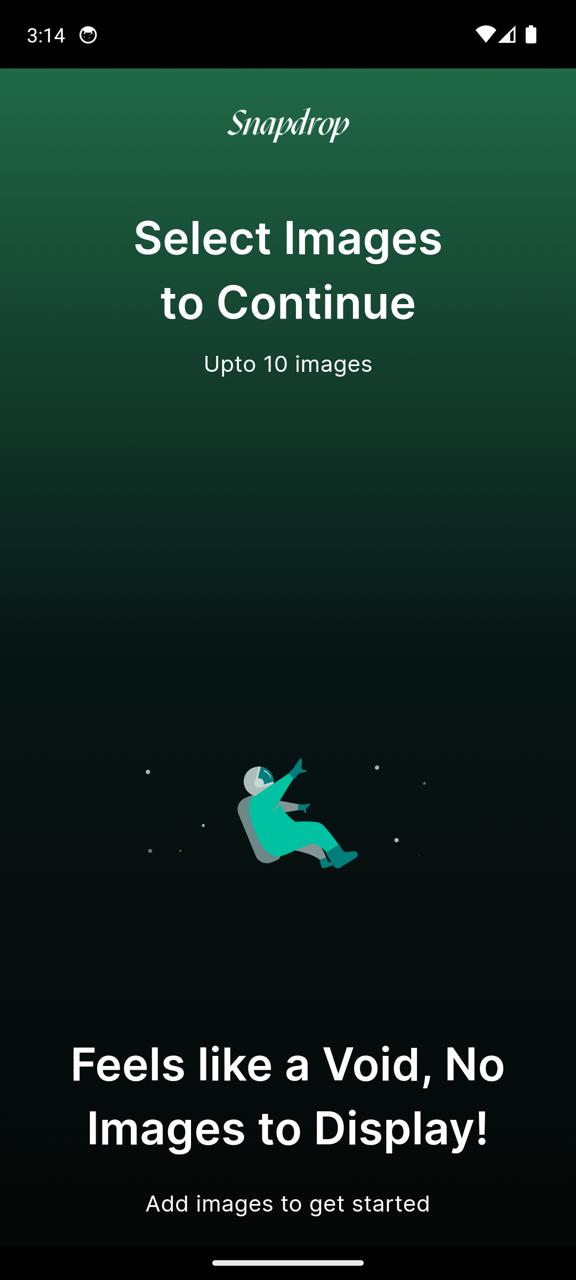 3:14
Snapdrop
Select Images
to Continue
Upto 10 images
Feels like a Void, No
Images to Display!
Add images to get started